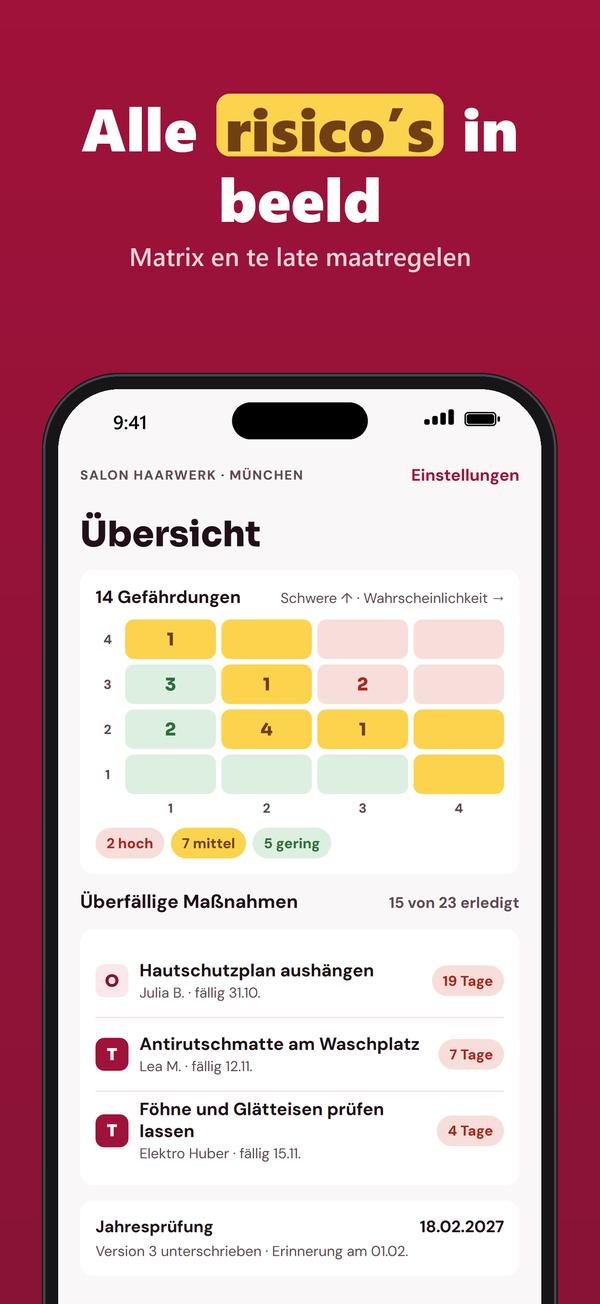 Alle risico's in
beeld
Matrix en te late maatregelen
9:41
SALON HAARWERK · MÜNCHEN
Einstellungen
Übersicht
14 Gefährdungen
Schwere ↑ · Wahrscheinlichkeit →
4 1
3 3 1 2
2 2 4 1
1
1 2 3 4
2 hoch 7 mittel 5 gering
Überfällige Maßnahmen
15 von 23 erledigt
O
Hautschutzplan aushängen
Julia B. · fällig 31.10.
19 Tage
T
Antirutschmatte am Waschplatz
Lea M. · fällig 12.11.
7 Tage
T
Föhne und Glätteisen prüfen
lassen
Elektro Huber · fällig 15.11.
4 Tage
Jahresprüfung
18.02.2027
Version 3 unterschrieben · Erinnerung am 01.02.